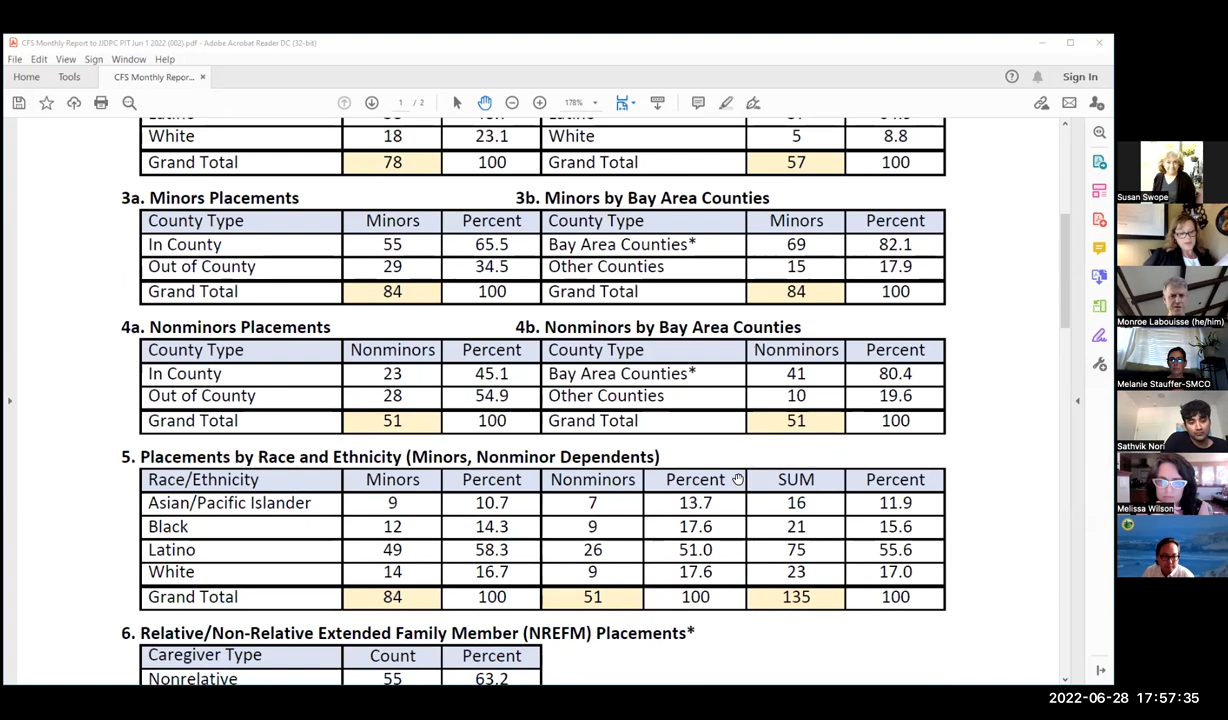 CFS Monthly Report to JJDPC PIT Jun 1 2022 (002).pdf - Adobe Acrobat Reader DC (32-bit)
File Edit View Sign Window Help
Home Tools CFS Monthly Repor... × Sign In
1 / 2 178%
White 18 23.1 White 5 8.8
Grand Total 78 100 Grand Total 57 100
3a. Minors Placements 3b. Minors by Bay Area Counties
County Type Minors Percent County Type Minors Percent
In County 55 65.5 Bay Area Counties* 69 82.1
Out of County 29 34.5 Other Counties 15 17.9
Grand Total 84 100 Grand Total 84 100
4a. Nonminors Placements 4b. Nonminors by Bay Area Counties
County Type Nonminors Percent County Type Nonminors Percent
In County 23 45.1 Bay Area Counties* 41 80.4
Out of County 28 54.9 Other Counties 10 19.6
Grand Total 51 100 Grand Total 51 100
5. Placements by Race and Ethnicity (Minors, Nonminor Dependents)
Race/Ethnicity Minors Percent Nonminors Percent SUM Percent
Asian/Pacific Islander 9 10.7 7 13.7 16 11.9
Black 12 14.3 9 17.6 21 15.6
Latino 49 58.3 26 51.0 75 55.6
White 14 16.7 9 17.6 23 17.0
Grand Total 84 100 51 100 135 100
6. Relative/Non-Relative Extended Family Member (NREFM) Placements*
Caregiver Type Count Percent
Nonrelative 55 63.2
Susan Swope
Monroe Labouisse (he/him)
Melanie Stauffer-SMCO
Sathvik Nori
Melissa Wilson
2022-06-28 17:57:35